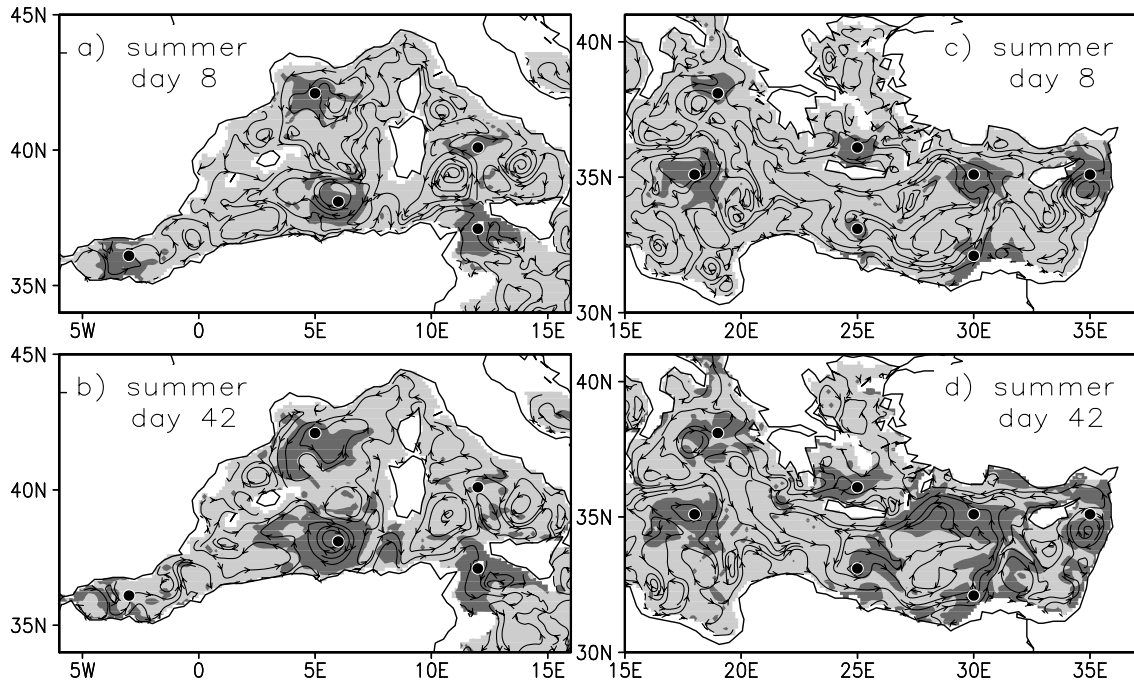 45N
40N
35N
a) summer
day 8
5W 0 5E 10E 15E
40N
35N
30N
c) summer
day 8
15E 20E 25E 30E 35E
45N
40N
35N
b) summer
day 42
5W 0 5E 10E 15E
40N
35N
30N
d) summer
day 42
15E 20E 25E 30E 35E